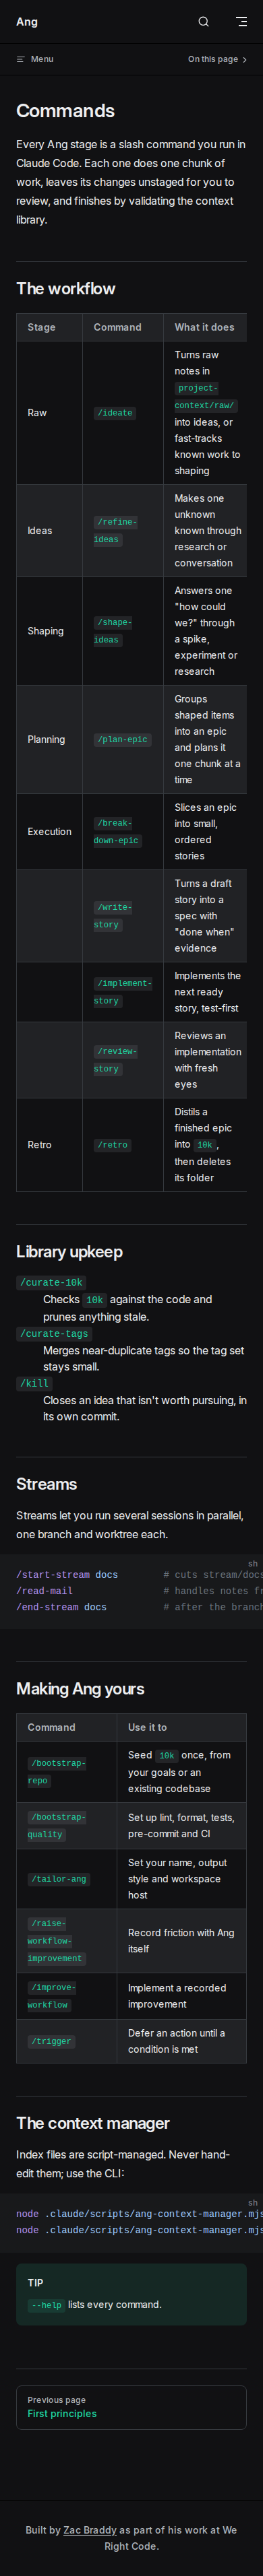 Ang
Menu
On this page
Commands
Every Ang stage is a slash command you run in
Claude Code. Each one does one chunk of
work, leaves its changes unstaged for you to
review, and finishes by validating the context
library.
The workflow
Stage Command What it does
Raw /ideate Turns raw
notes in
project-
context/raw/
into ideas, or
fast-tracks
known work to
shaping
Ideas /refine-
ideas
Makes one
unknown
known through
research or
conversation
Shaping /shape-
ideas
Answers one
"how could
we?" through
a spike,
experiment or
research
Planning /plan-epic Groups
shaped items
into an epic
and plans it
one chunk at a
time
Execution /break-
down-epic
Slices an epic
into small,
ordered
stories
/write-
story
Turns a draft
story into a
spec with
"done when"
evidence
/implement-
story
Implements the
next ready
story, test-first
/review-
story
Reviews an
implementation
with fresh
eyes
Retro /retro Distils a
finished epic
into 10k ,
then deletes
its folder
Library upkeep
/curate-10k
Checks 10k against the code and
prunes anything stale.
/curate-tags
Merges near-duplicate tags so the tag set
stays small.
/kill
Closes an idea that isn't worth pursuing, in
its own commit.
Streams
Streams let you run several sessions in parallel,
one branch and worktree each.
sh
/start-stream docs # cuts stream/docs
/read-mail # handles notes
/end-stream docs # after the branch
Making Ang yours
Command Use it to
/bootstrap-
repo
Seed 10k once, from
your goals or an
existing codebase
/bootstrap-
quality
Set up lint, format, tests,
pre-commit and CI
/tailor-ang Set your name, output
style and workspace
host
/raise-
workflow-
improvement
Record friction with Ang
itself
/improve-
workflow
Implement a recorded
improvement
/trigger Defer an action until a
condition is met
The context manager
Index files are script-managed. Never hand-
edit them; use the CLI:
sh
node .claude/scripts/ang-context-manager.mjs
node .claude/scripts/ang-context-manager.mjs
TIP
--help lists every command.
Previous page
First principles
Built by Zac Braddy as part of his work at We
Right Code.